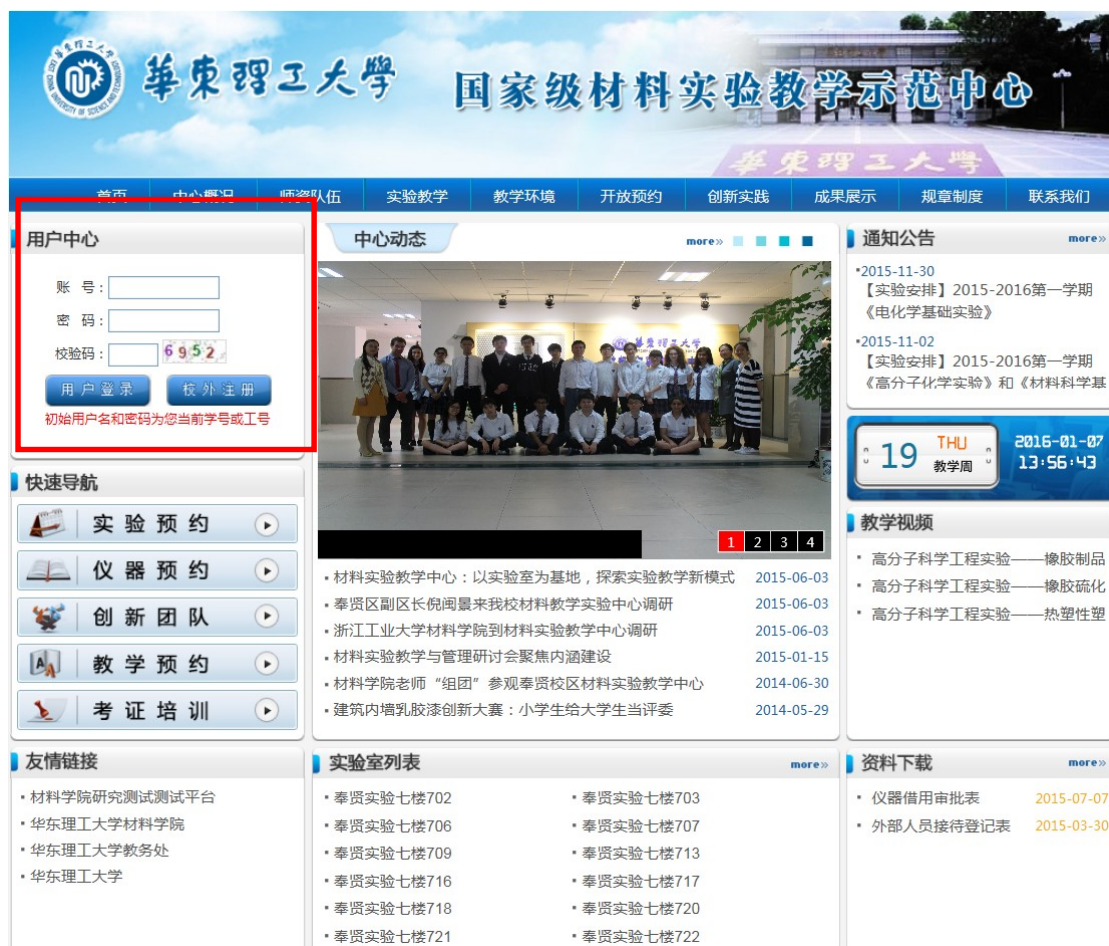 華東理工大學
国家级材料实验教学示范中心
華東理工大學
首页 中心概况 师资队伍 实验教学 教学环境 开放预约 创新实践 成果展示 规章制度 联系我们
用户中心
账 号:
密 码:
校验码: 6952
用户登录 校外注册
初始用户名和密码为您当前学号或工号
快速导航
实验预约
仪器预约
创新团队
教学预约
考证培训
友情链接
材料学院研究测试测试平台
华东理工大学材料学院
华东理工大学教务处
华东理工大学
中心动态 more»
華東理工大學
1 2 3 4
材料实验教学中心:以实验室为基地,探索实验教学新模式 2015-06-03
奉贤区副区长倪闽景来我校材料教学实验中心调研 2015-06-03
浙江工业大学材料学院到材料实验教学中心调研 2015-06-03
材料实验教学与管理研讨会聚焦内涵建设 2015-01-15
材料学院老师“组团”参观奉贤校区材料实验教学中心 2014-06-30
建筑内墙乳胶漆创新大赛:小学生给大学生当评委 2014-05-29
实验室列表 more»
奉贤实验七楼702 奉贤实验七楼703
奉贤实验七楼706 奉贤实验七楼707
奉贤实验七楼709 奉贤实验七楼713
奉贤实验七楼716 奉贤实验七楼717
奉贤实验七楼718 奉贤实验七楼720
奉贤实验七楼721 奉贤实验七楼722
通知公告 more»
2015-11-30
【实验安排】2015-2016第一学期
《电化学基础实验》
2015-11-02
【实验安排】2015-2016第一学期
《高分子化学实验》和《材料科学基
19 THU 教学周
2016-01-07
13:56:43
教学视频
高分子科学工程实验——橡胶制品
高分子科学工程实验——橡胶硫化
高分子科学工程实验——热塑性塑
资料下载 more»
仪器借用审批表 2015-07-07
外部人员接待登记表 2015-03-30